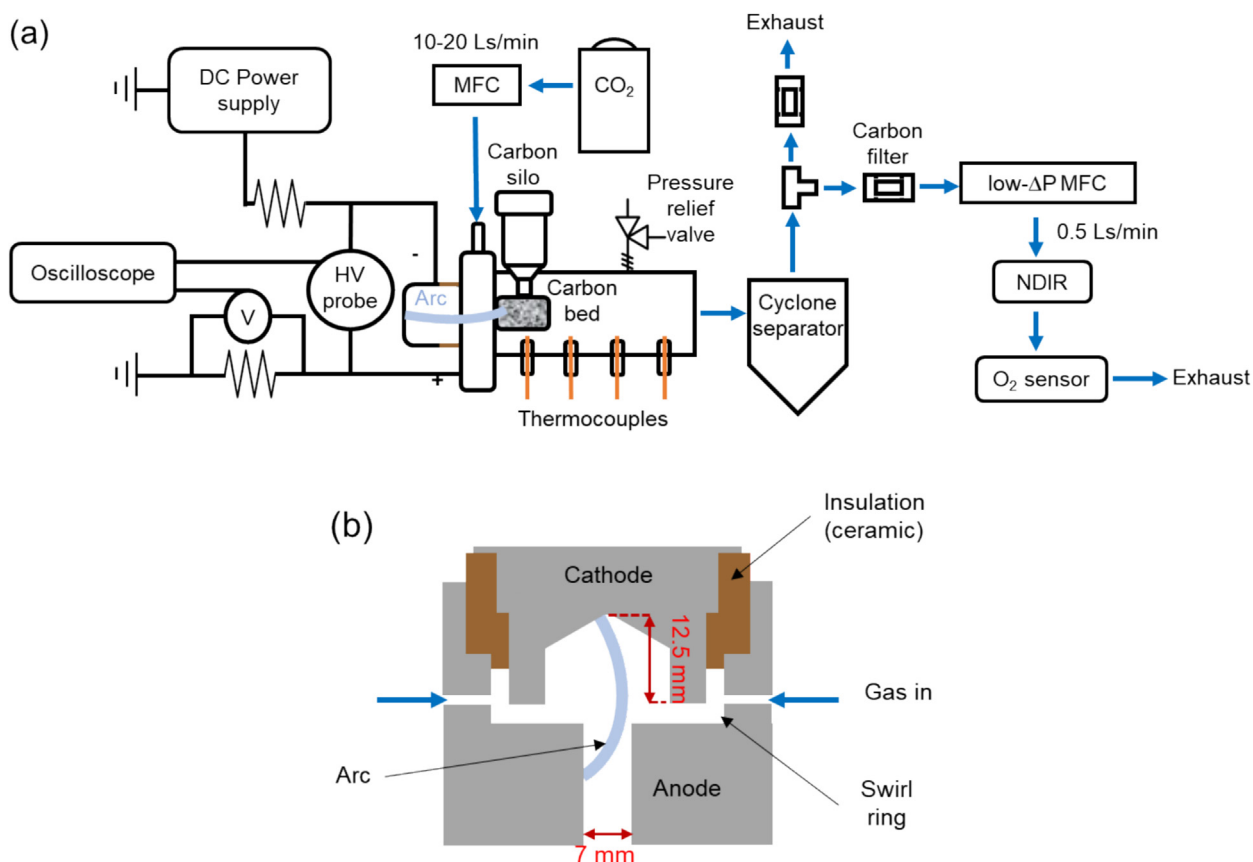 (a)
Exhaust
10-20 Ls/min
DC Power
supply
MFC
CO₂
Carbon
silo
Carbon
filter
Pressure
relief
valve
low-ΔP MFC
0.5 Ls/min
Oscilloscope
HV
probe
-
Arc
Carbon
bed
Cyclone
separator
NDIR
V
+
O₂ sensor
Exhaust
Thermocouples
(b)
Insulation
(ceramic)
Cathode
12.5 mm
Gas in
Arc
Anode
Swirl
ring
7 mm